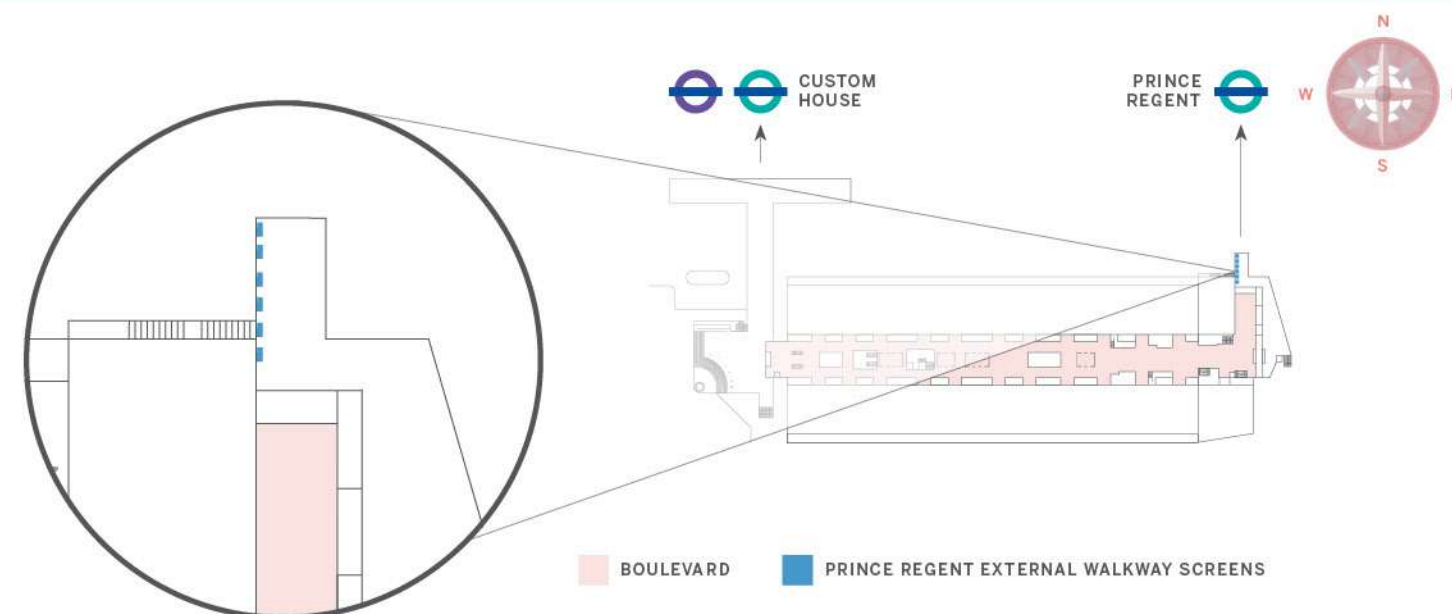 N
CUSTOM
HOUSE
PRINCE
REGENT
W
S
BOULEVARD
PRINCE REGENT EXTERNAL WALKWAY SCREENS